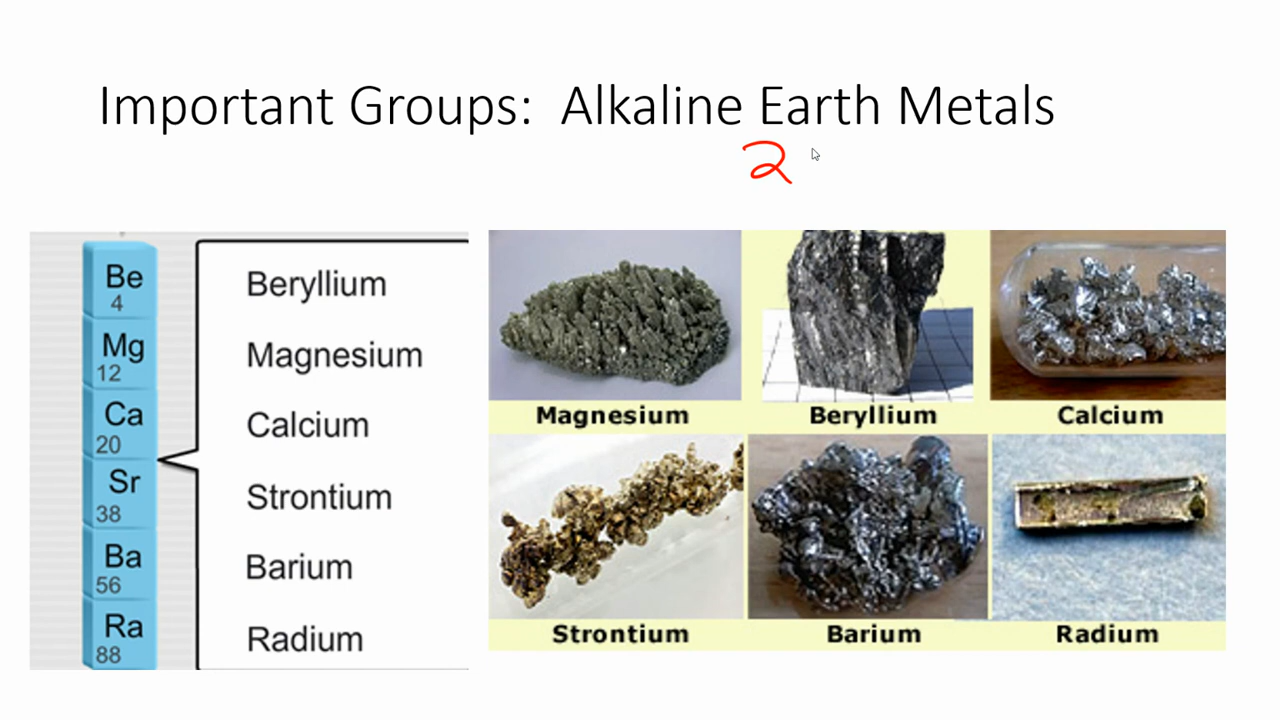 Important Groups: Alkaline Earth Metals
2
Be
4
Beryllium
Mg
12
Magnesium
Ca
20
Calcium
Sr
38
Strontium
Ba
56
Barium
Ra
88
Radium
Magnesium
Beryllium
Calcium
Strontium
Barium
Radium